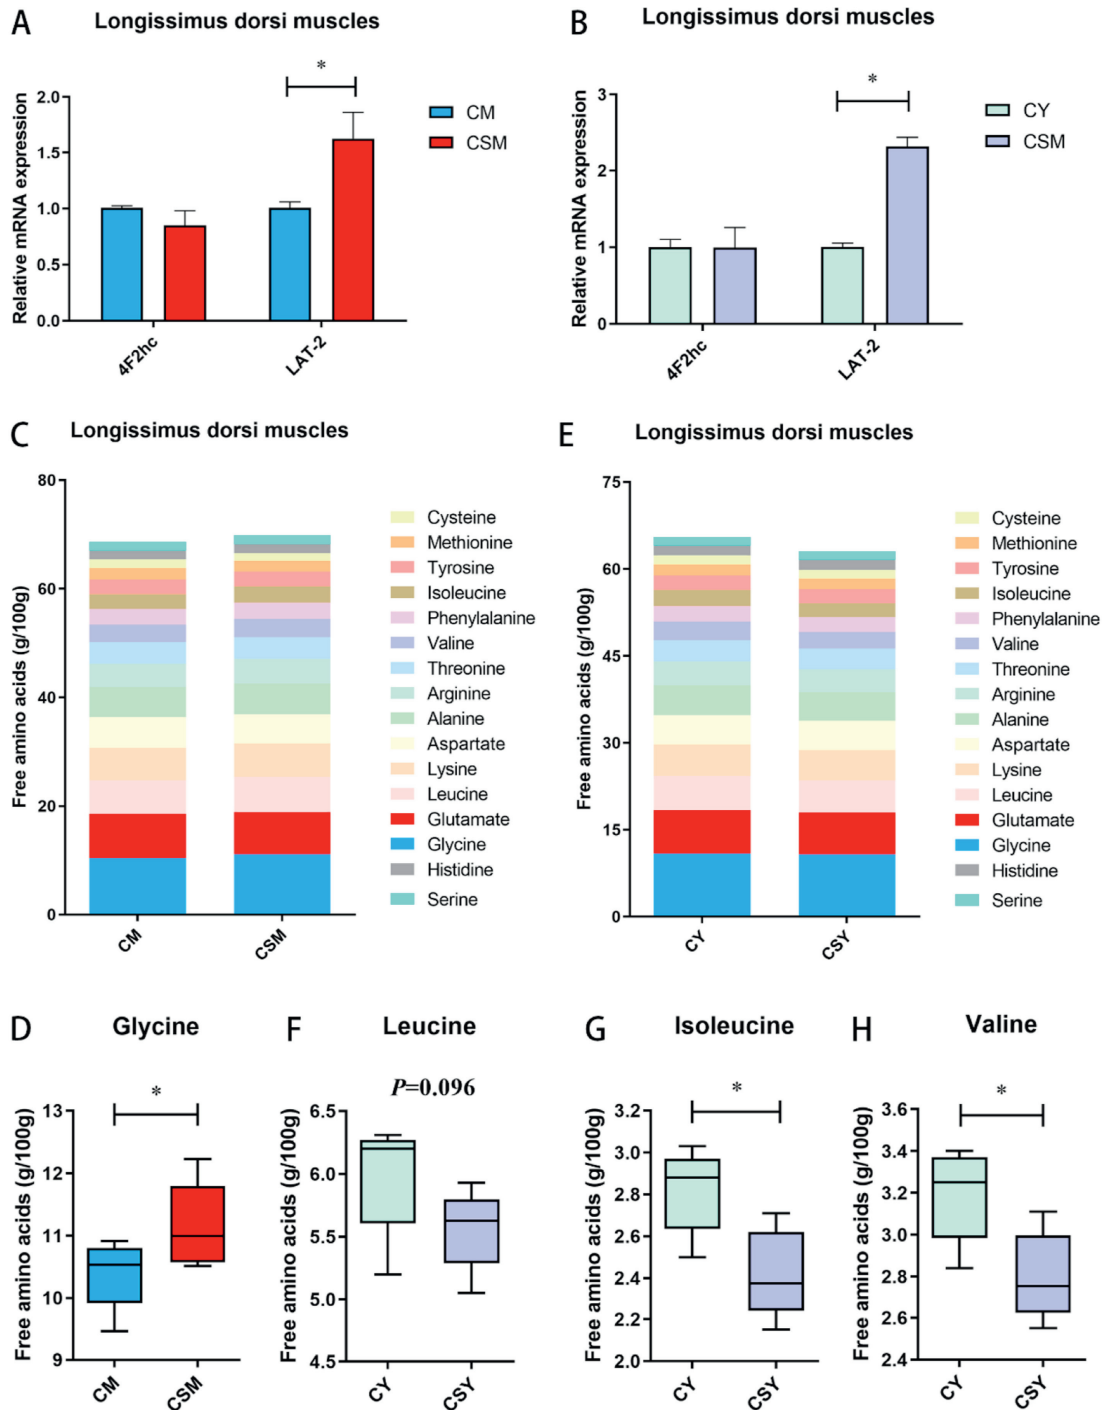 A Longissimus dorsi muscles
Relative mRNA expression
2.0
1.5
1.0
0.5
0.0
*
4F2hc
LAT-2
CM
CSM
B Longissimus dorsi muscles
Relative mRNA expression
3
2
1
0
*
4F2hc
LAT-2
CY
CSM
C Longissimus dorsi muscles
Free amino acids (g/100g)
80
60
40
20
0
CM
CSM
Cysteine
Methionine
Tyrosine
Isoleucine
Phenylalanine
Valine
Threonine
Arginine
Alanine
Aspartate
Lysine
Leucine
Glutamate
Glycine
Histidine
Serine
E Longissimus dorsi muscles
Free amino acids (g/100g)
75
60
45
30
15
0
CY
CSY
Cysteine
Methionine
Tyrosine
Isoleucine
Phenylalanine
Valine
Threonine
Arginine
Alanine
Aspartate
Lysine
Leucine
Glutamate
Glycine
Histidine
Serine
D Glycine
Free amino acids (g/100g)
13
12
11
10
9
*
CM
CSM
F Leucine
P=0.096
Free amino acids (g/100g)
6.5
6.0
5.5
5.0
4.5
CY
CSY
G Isoleucine
Free amino acids (g/100g)
3.2
3.0
2.8
2.6
2.4
2.2
2.0
*
CY
CSY
H Valine
Free amino acids (g/100g)
3.6
3.4
3.2
3.0
2.8
2.6
2.4
*
CY
CSY